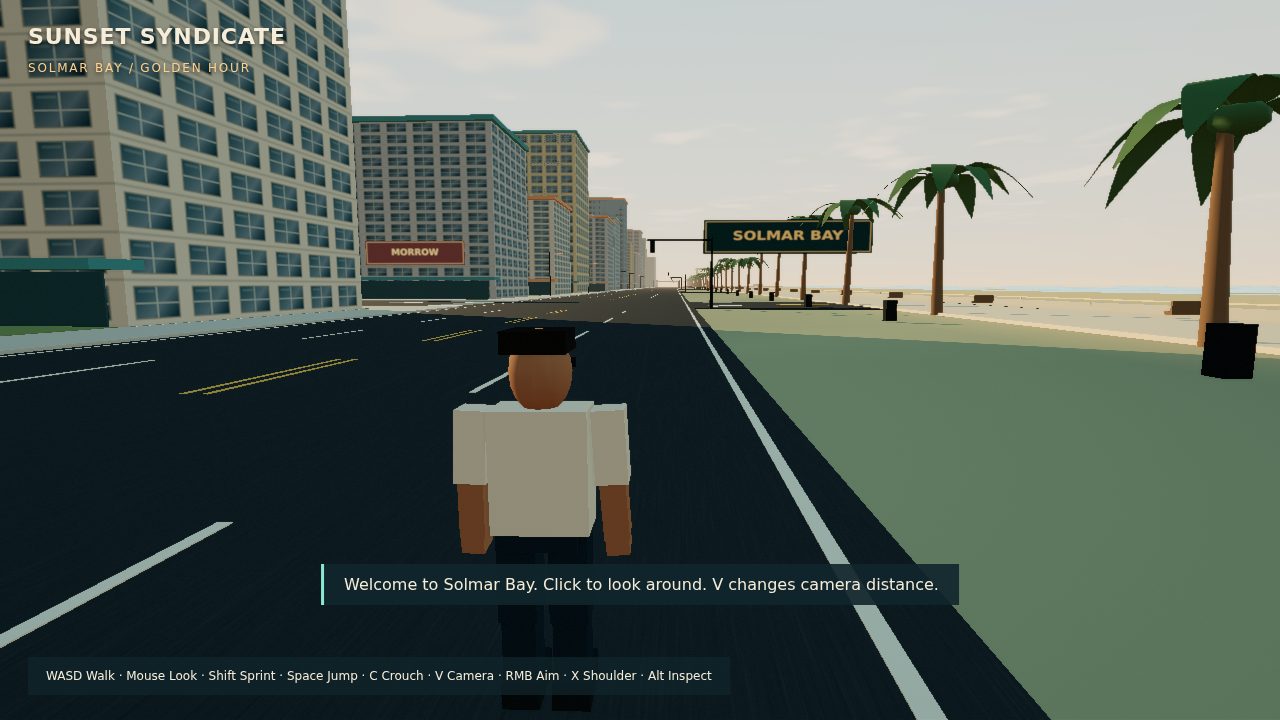 SUNSET SYNDICATE
SOLMAR BAY / GOLDEN HOUR
SOLMAR BAY
MORROW
Welcome to Solmar Bay. Click to look around. V changes camera distance.
WASD Walk · Mouse Look · Shift Sprint · Space Jump · C Crouch · V Camera · RMB Aim · X Shoulder · Alt Inspect